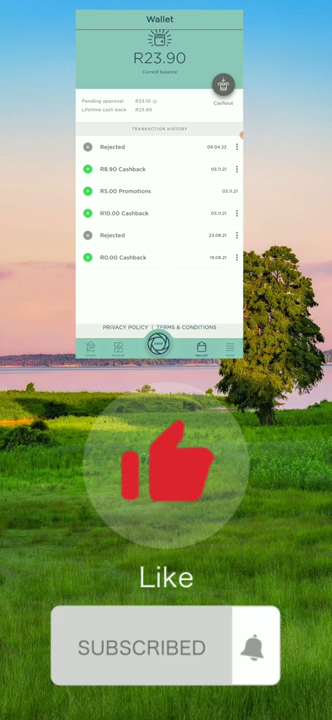 Wallet
R23.90
Current balance
Cashout
Pending approval R33.10
Lifetime cash back R23.90
TRANSACTION HISTORY
Rejected 09.04.22
R8.90 Cashback 03.11.21
R5.00 Promotions 02.11.21
R10.00 Cashback 03.11.21
Rejected 23.08.21
R0.00 Cashback 19.08.21
PRIVACY POLICY | TERMS & CONDITIONS
WALLET
Like
SUBSCRIBED